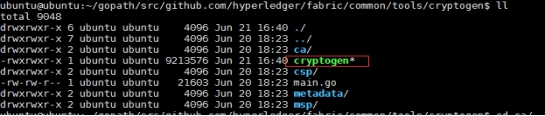 ubuntu@ubuntu:~/gopath/src/github.com/hyperledger/fabric/common/tools/cryptogen$ ll
total 9048
drwxrwxr-x 6 ubuntu ubuntu 4096 Jun 21 16:40 ./
drwxrwxr-x 7 ubuntu ubuntu 4096 Jun 20 18:23 ../
drwxrwxr-x 2 ubuntu ubuntu 4096 Jun 20 18:23 ca/
-rwxrwxr-x 1 ubuntu ubuntu 9213576 Jun 21 16:40 cryptogen*
drwxrwxr-x 2 ubuntu ubuntu 4096 Jun 20 18:23 csp/
-rw-rw-r-- 1 ubuntu ubuntu 21603 Jun 20 18:23 main.go
drwxrwxr-x 2 ubuntu ubuntu 4096 Jun 20 18:23 metadata/
drwxrwxr-x 2 ubuntu ubuntu 4096 Jun 20 18:23 msp/
ubuntu@ubuntu:~/gopath/src/github.com/hyperledger/fabric/common/tools/cryptogen$ cd ca/